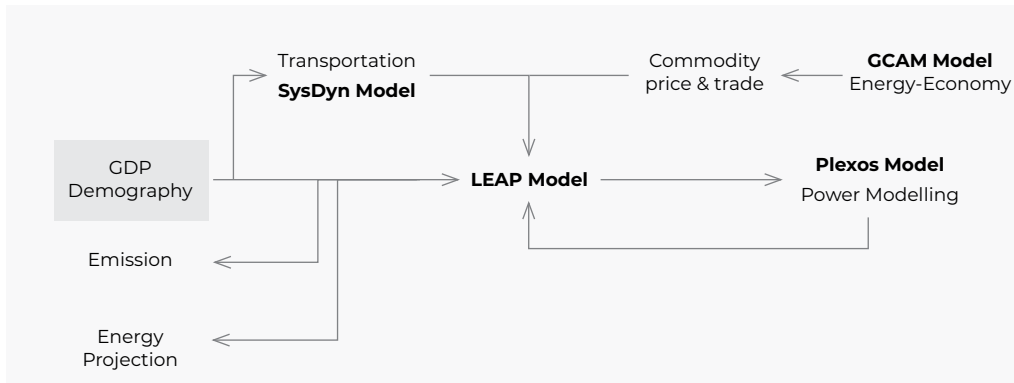 Transportation
SysDyn Model
Commodity
price & trade
GCAM Model
Energy-Economy
GDP
Demography
LEAP Model
Plexos Model
Power Modelling
Emission
Energy
Projection